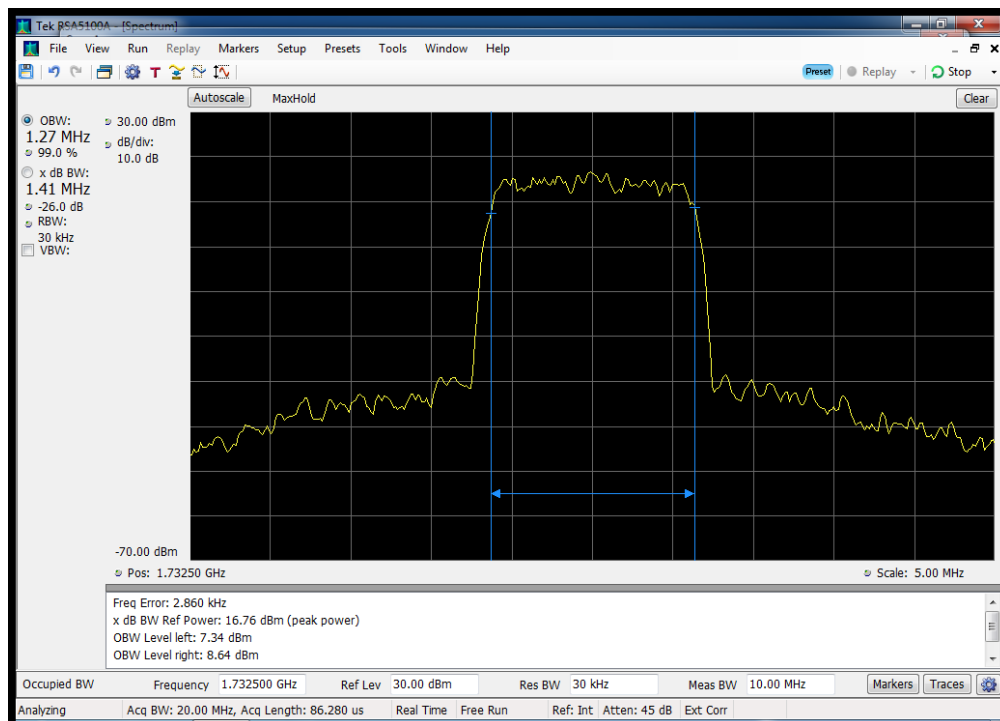 Tek RSA5100A - [Spectrum]
File View Run Replay Markers Setup Presets Tools Window Help
T Preset Replay Stop
Autoscale MaxHold Clear
OBW:
1.27 MHz
99.0 %
x dB BW:
1.41 MHz
-26.0 dB
RBW:
30 kHz
VBW:
30.00 dBm
dB/div:
10.0 dB
-70.00 dBm
Pos: 1.73250 GHz Scale: 5.00 MHz
Freq Error: 2.860 kHz
x dB BW Ref Power: 16.76 dBm (peak power)
OBW Level left: 7.34 dBm
OBW Level right: 8.64 dBm
Occupied BW Frequency 1.732500 GHz Ref Lev 30.00 dBm Res BW 30 kHz Meas BW 10.00 MHz Markers Traces
Analyzing Acq BW: 20.00 MHz, Acq Length: 86.280 us Real Time Free Run Ref: Int Atten: 45 dB Ext Corr